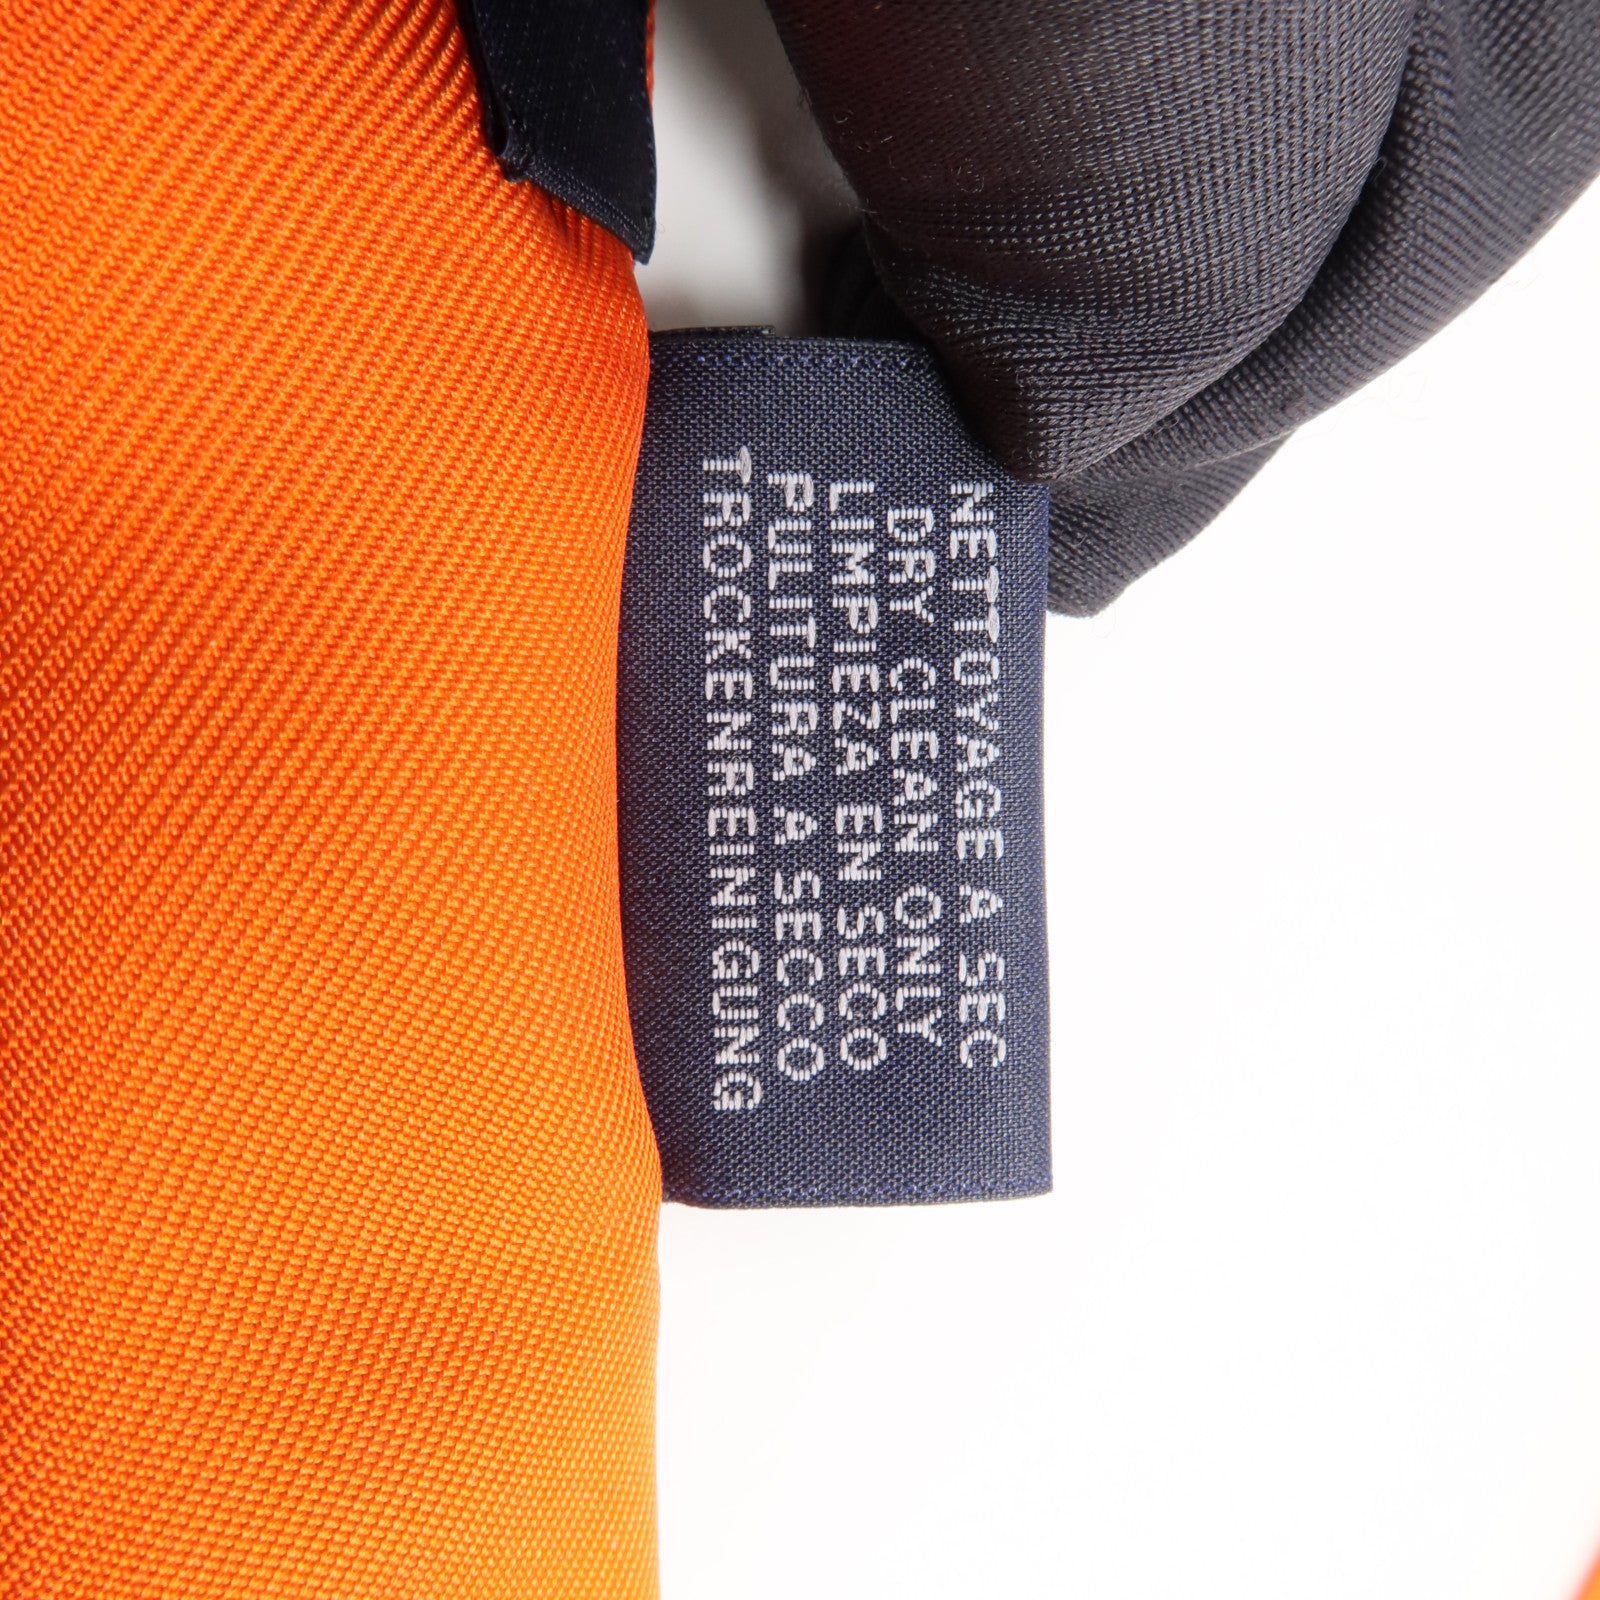 NETTOYAGE A SEC
DRY CLEAN ONLY
LIMPIEZA EN SECO
PULITURA A SECCO
TROCKENREINIGUNG